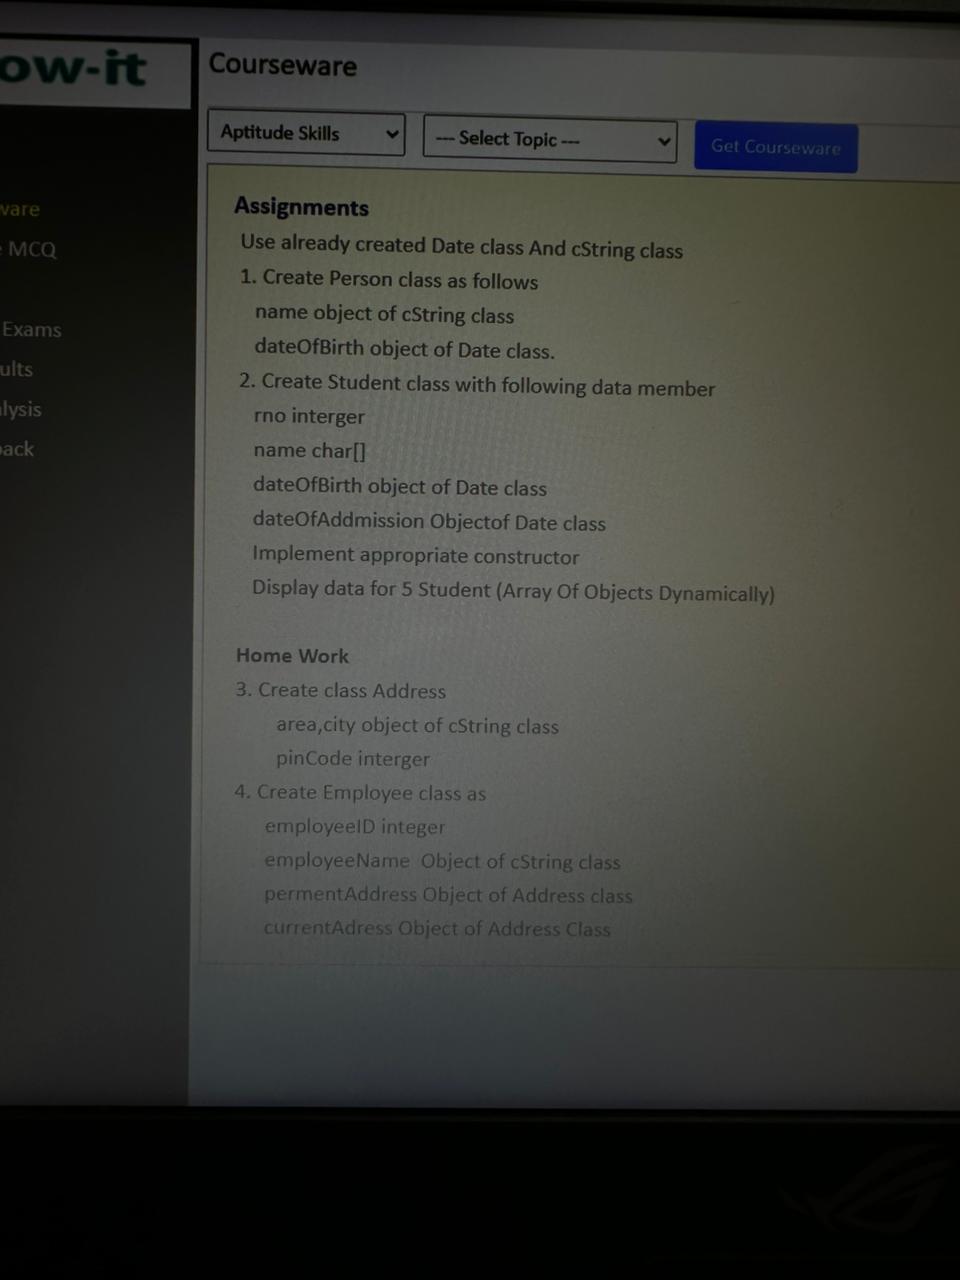 ow-it
Courseware
Aptitude Skills
--- Select Topic ---
Get Courseware
ware
MCQ
Exams
ults
lysis
ack
Assignments
Use already created Date class And cString class
1. Create Person class as follows
name object of cString class
dateOfBirth object of Date class.
2. Create Student class with following data member
rno interger
name char[]
dateOfBirth object of Date class
dateOfAddmission Objectof Date class
Implement appropriate constructor
Display data for 5 Student (Array Of Objects Dynamically)
Home Work
3. Create class Address
area,city object of cString class
pinCode interger
4. Create Employee class as
employeeID integer
employeeName Object of cString class
permentAddress Object of Address class
currentAdress Object of Address Class